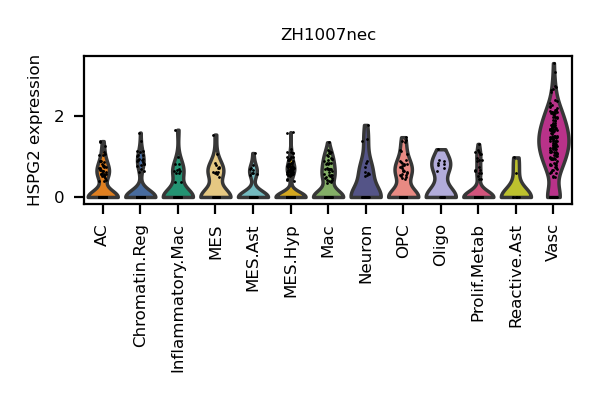 ZH1007nec
HSPG2 expression
2
0
AC
Chromatin.Reg
Inflammatory.Mac
MES
MES.Ast
MES.Hyp
Mac
Neuron
OPC
Oligo
Prolif.Metab
Reactive.Ast
Vasc